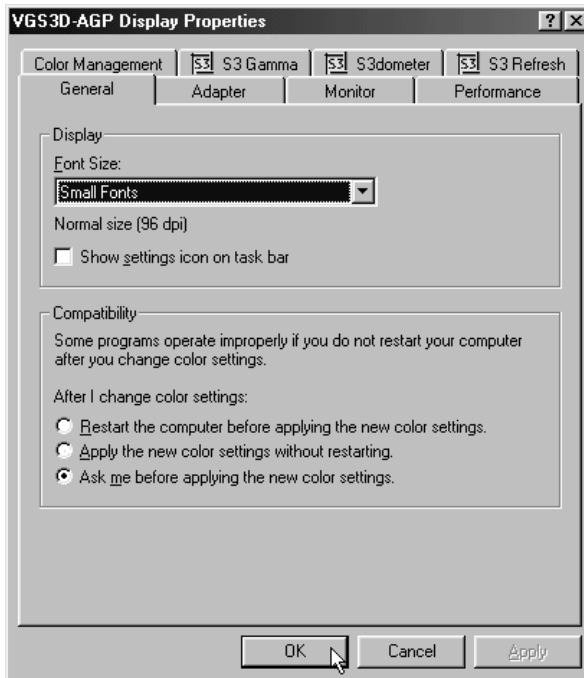 VGS3D-AGP Display Properties
Color Management S3 S3 Gamma S3 S3dometer S3 S3 Refresh
General Adapter Monitor Performance
Display
Font Size:
Small Fonts
Normal size (96 dpi)
Show settings icon on task bar
Compatibility
Some programs operate improperly if you do not restart your computer
after you change color settings.
After I change color settings:
Restart the computer before applying the new color settings.
Apply the new color settings without restarting.
Ask me before applying the new color settings.
OK Cancel Apply